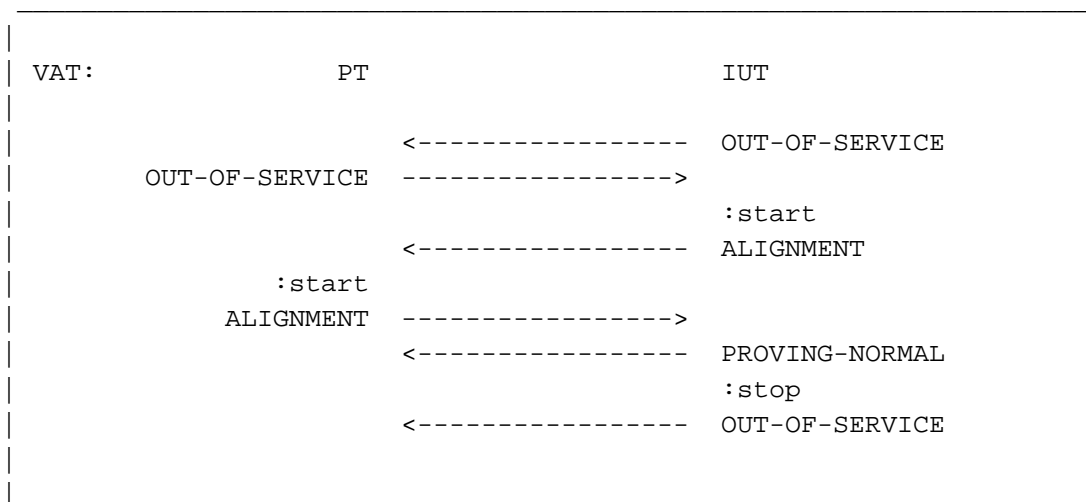 VAT: PT IUT
<----------------- OUT-OF-SERVICE
OUT-OF-SERVICE ----------------->
:start
<----------------- ALIGNMENT
:start
ALIGNMENT ----------------->
<----------------- PROVING-NORMAL
:stop
<----------------- OUT-OF-SERVICE